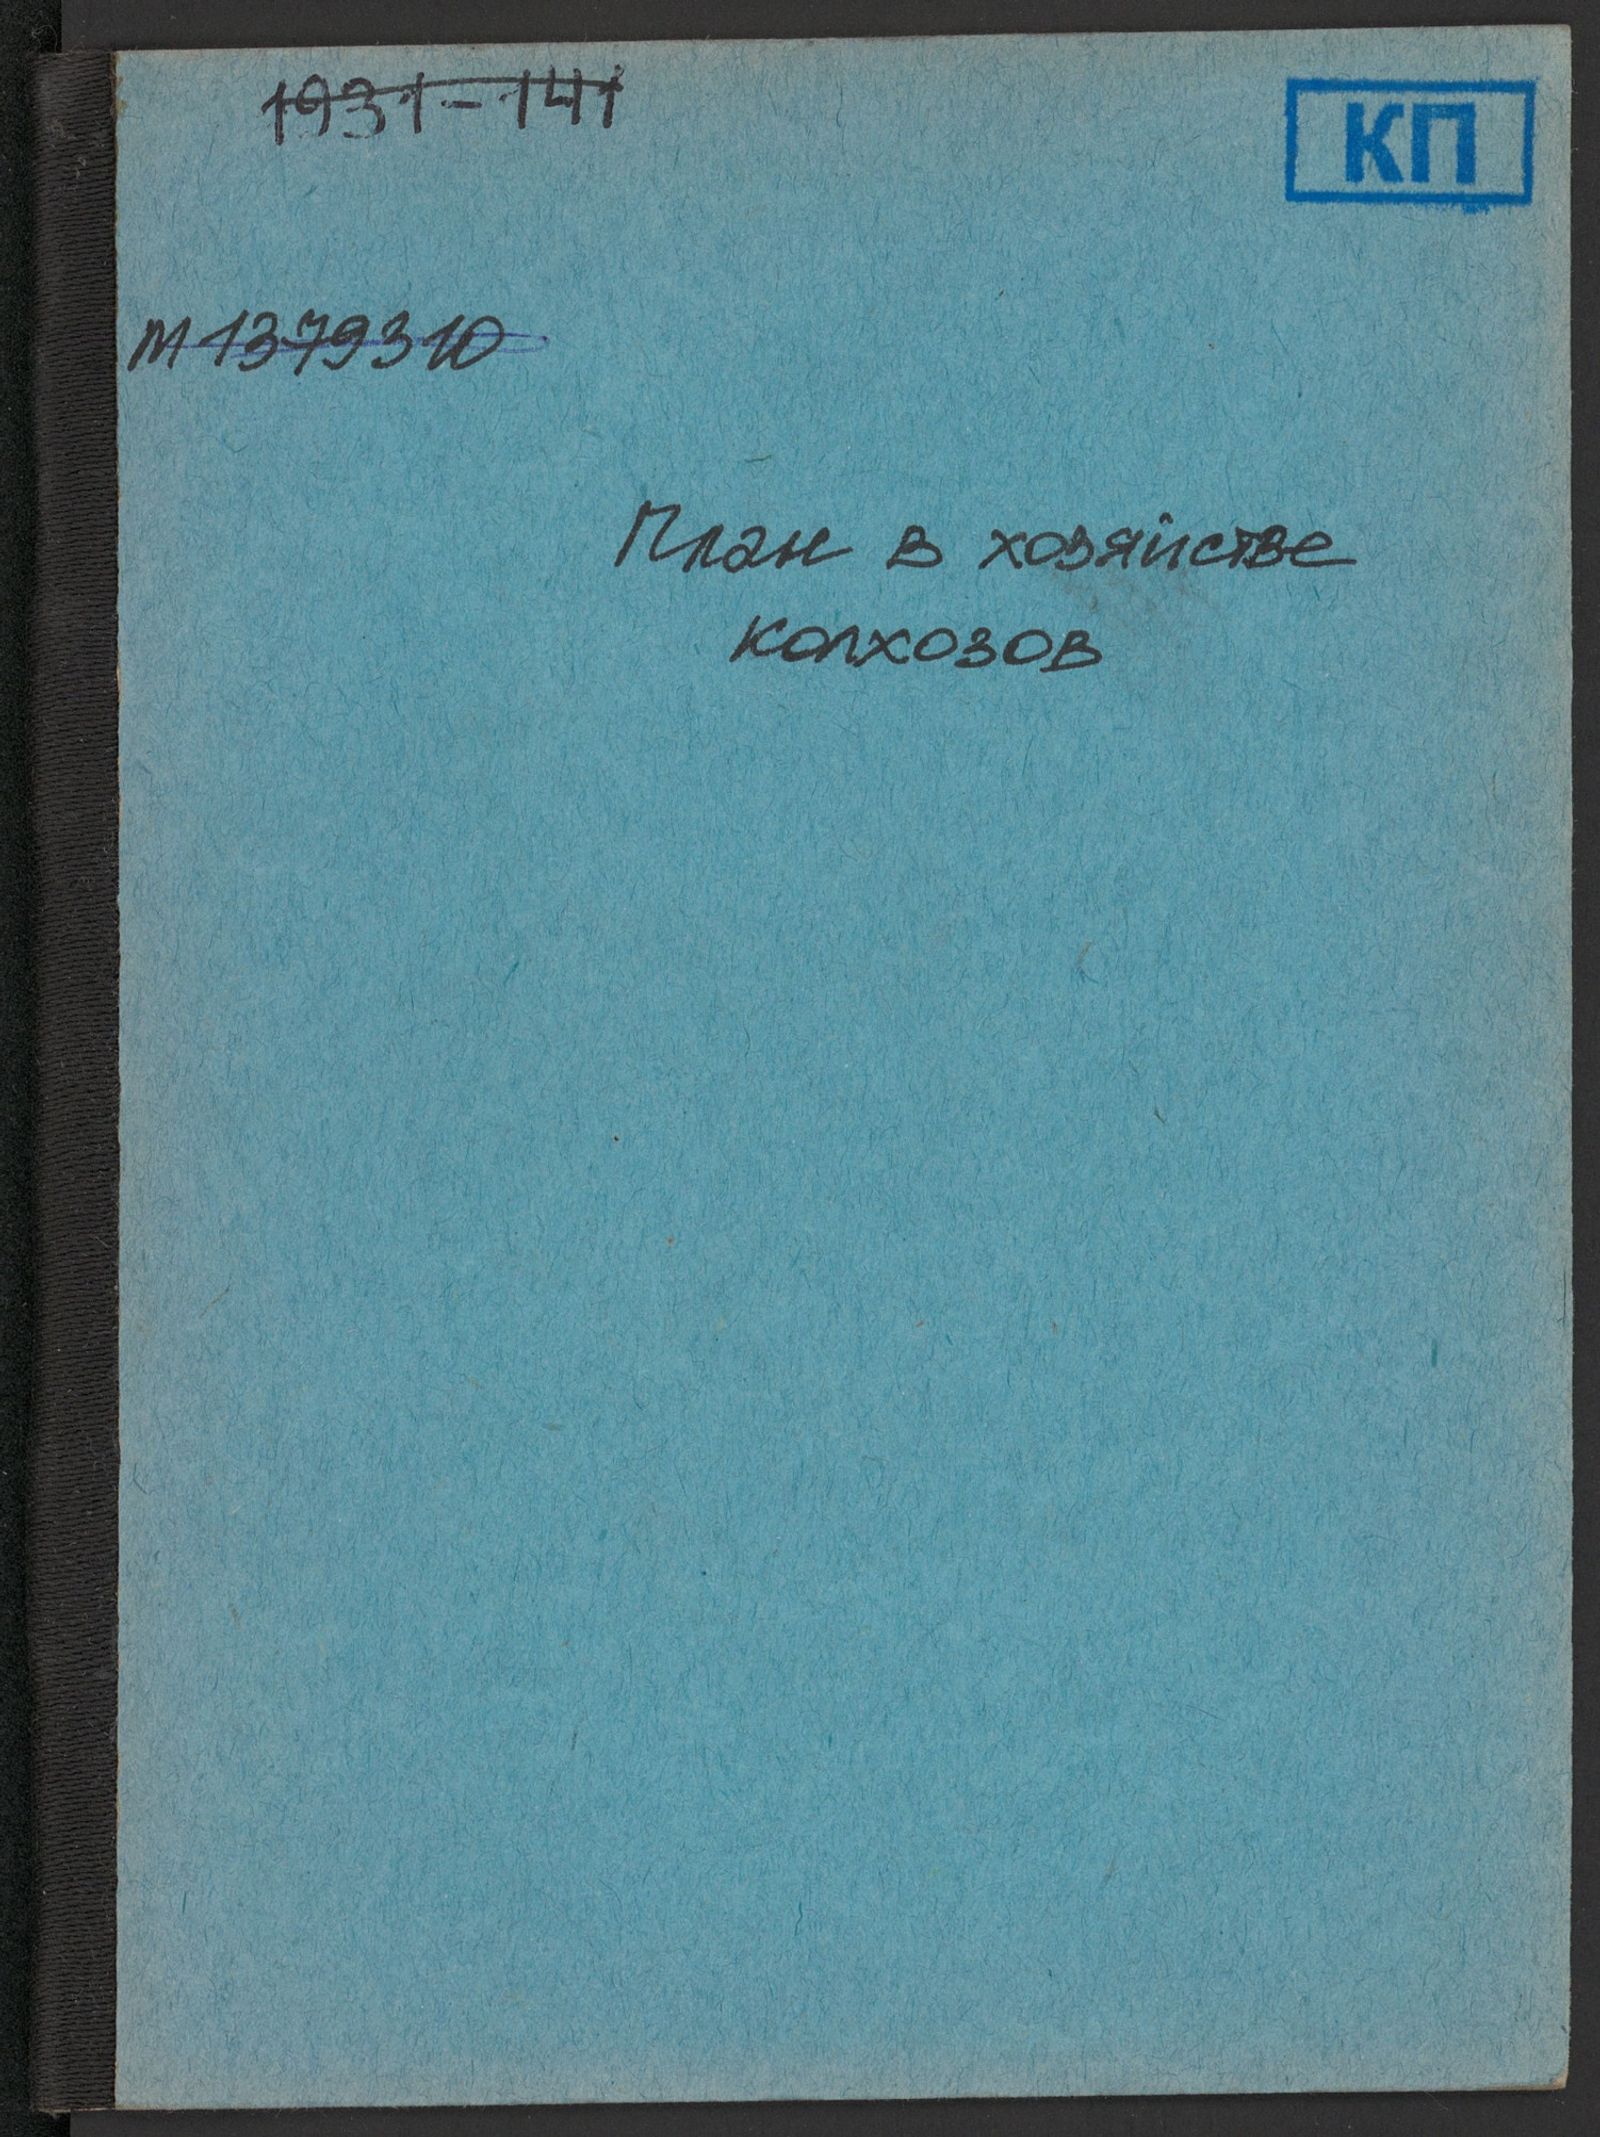 1931-141
КП
М 1379310
План в хозяйстве
колхозов